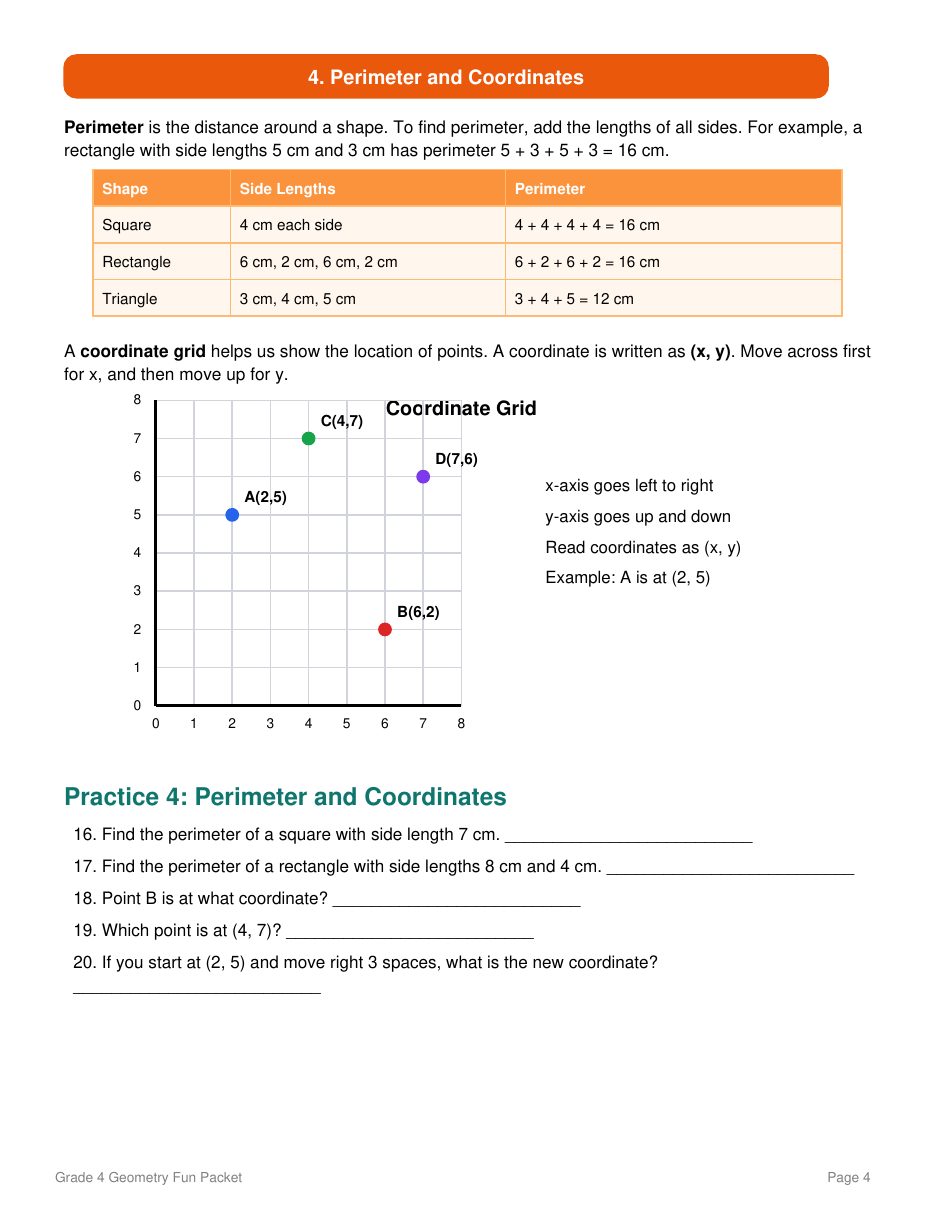 4. Perimeter and Coordinates
Perimeter is the distance around a shape. To find perimeter, add the lengths of all sides. For example, a
rectangle with side lengths 5 cm and 3 cm has perimeter 5 + 3 + 5 + 3 = 16 cm.
Shape Side Lengths Perimeter
Square 4 cm each side 4 + 4 + 4 + 4 = 16 cm
Rectangle 6 cm, 2 cm, 6 cm, 2 cm 6 + 2 + 6 + 2 = 16 cm
Triangle 3 cm, 4 cm, 5 cm 3 + 4 + 5 = 12 cm
A coordinate grid helps us show the location of points. A coordinate is written as (x, y). Move across first
for x, and then move up for y.
Coordinate Grid
8
C(4,7)
7
D(7,6)
6
A(2,5)
5
4
3
B(6,2)
2
1
0
0 1 2 3 4 5 6 7 8
x-axis goes left to right
y-axis goes up and down
Read coordinates as (x, y)
Example: A is at (2, 5)
Practice 4: Perimeter and Coordinates
16. Find the perimeter of a square with side length 7 cm. __________________________
17. Find the perimeter of a rectangle with side lengths 8 cm and 4 cm. __________________________
18. Point B is at what coordinate? __________________________
19. Which point is at (4, 7)? __________________________
20. If you start at (2, 5) and move right 3 spaces, what is the new coordinate?
__________________________
Grade 4 Geometry Fun Packet Page 4